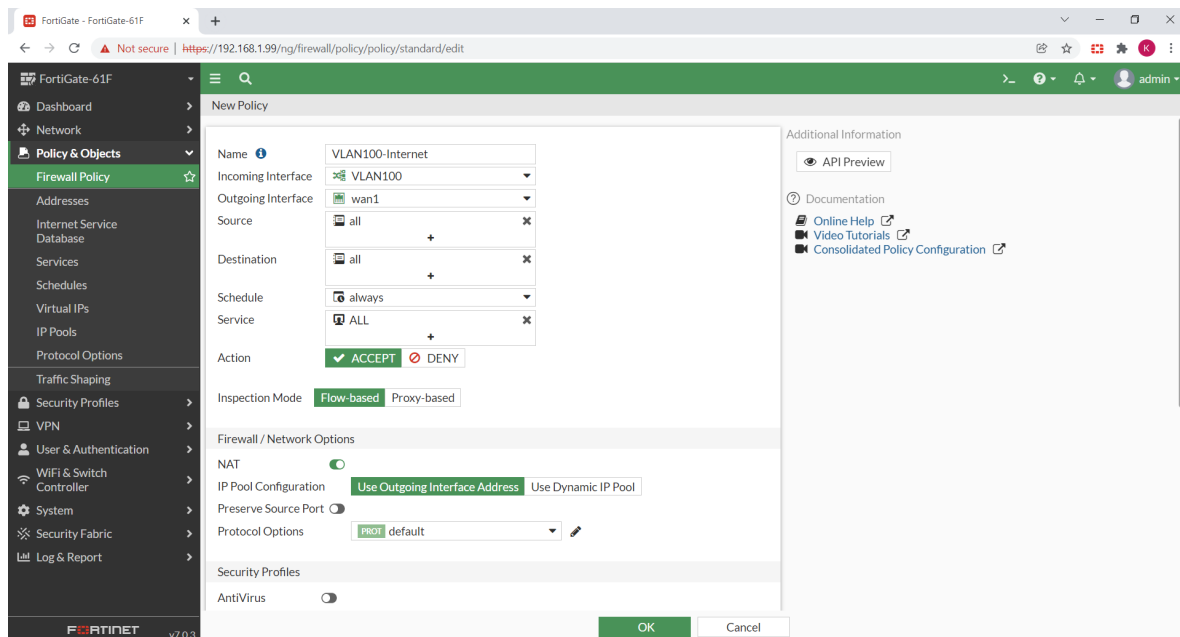 FortiGate - FortiGate-61F
Not secure | https://192.168.1.99/ng/firewall/policy/policy/standard/edit
K
FortiGate-61F
admin
Dashboard
Network
Policy & Objects
Firewall Policy
Addresses
Internet Service
Database
Services
Schedules
Virtual IPs
IP Pools
Protocol Options
Traffic Shaping
Security Profiles
VPN
User & Authentication
WiFi & Switch
Controller
System
Security Fabric
Log & Report
FORTINET v7.0.3
New Policy
Name VLAN100-Internet
Incoming Interface VLAN100
Outgoing Interface wan1
Source all
+
Destination all
+
Schedule always
Service ALL
+
Action ACCEPT DENY
Inspection Mode Flow-based Proxy-based
Firewall / Network Options
NAT
IP Pool Configuration Use Outgoing Interface Address Use Dynamic IP Pool
Preserve Source Port
Protocol Options PROT default
Security Profiles
AntiVirus
OK Cancel
Additional Information
API Preview
Documentation
Online Help
Video Tutorials
Consolidated Policy Configuration